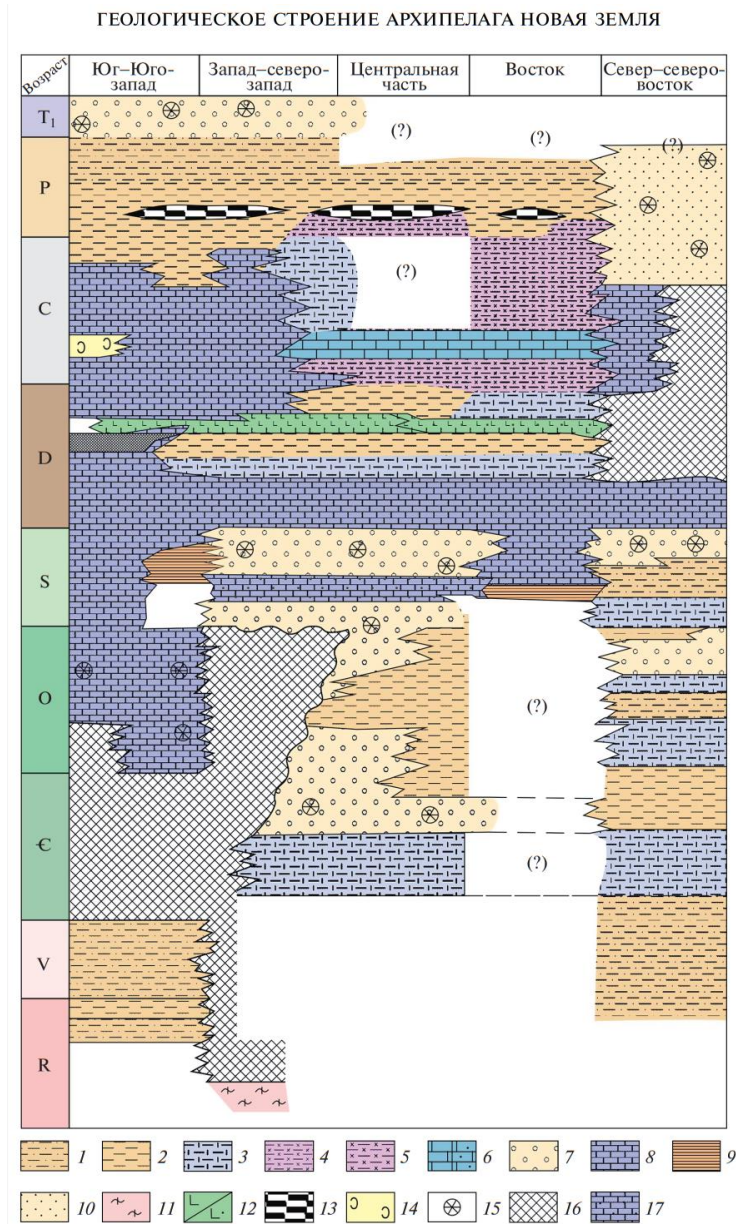 ГЕОЛОГИЧЕСКОЕ СТРОЕНИЕ АРХИПЕЛАГА НОВАЯ ЗЕМЛЯ
Возраст
Юг–Юго-
запад
Запад–северо-
запад
Центральная
часть
Восток
Север–северо-
восток
T₁
(?)
(?)
(?)
P
C
(?)
D
S
O
(?)
Є
(?)
V
R
1
2
3
4
5
6
7
8
9
10
11
12
13
14
15
16
17